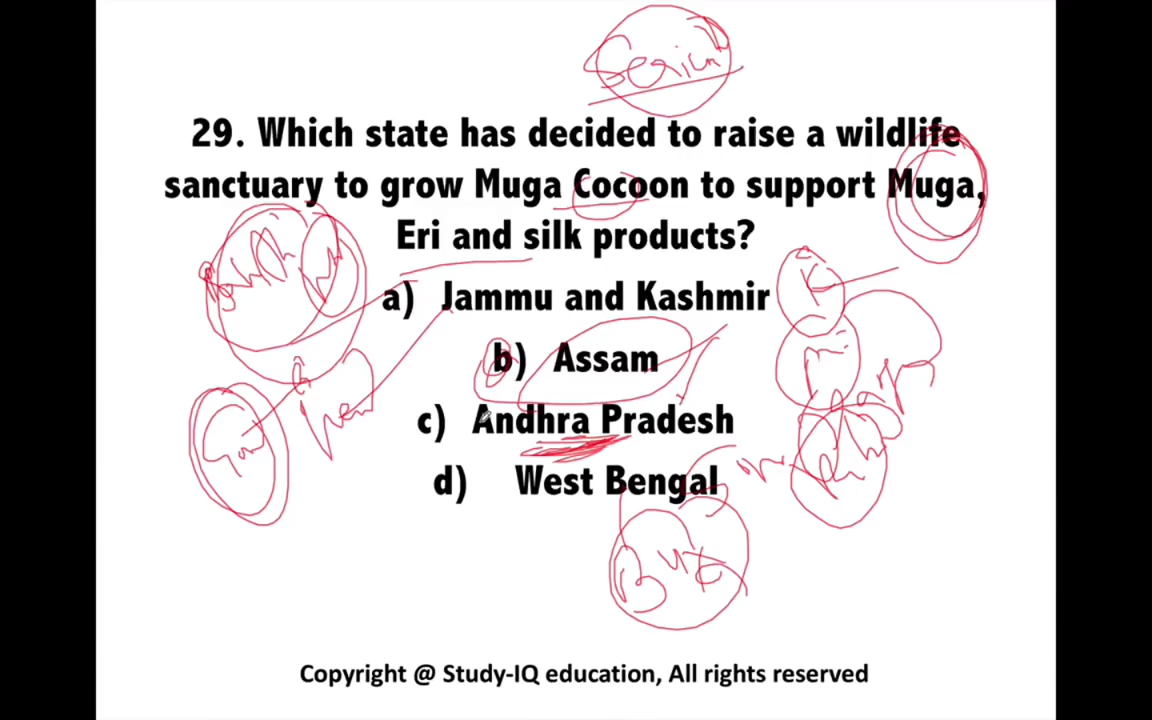 29. Which state has decided to raise a wildlife
sanctuary to grow Muga Cocoon to support Muga,
Eri and silk products?
a) Jammu and Kashmir
b) Assam
c) Andhra Pradesh
d) West Bengal
Copyright @ Study-IQ education, All rights reserved